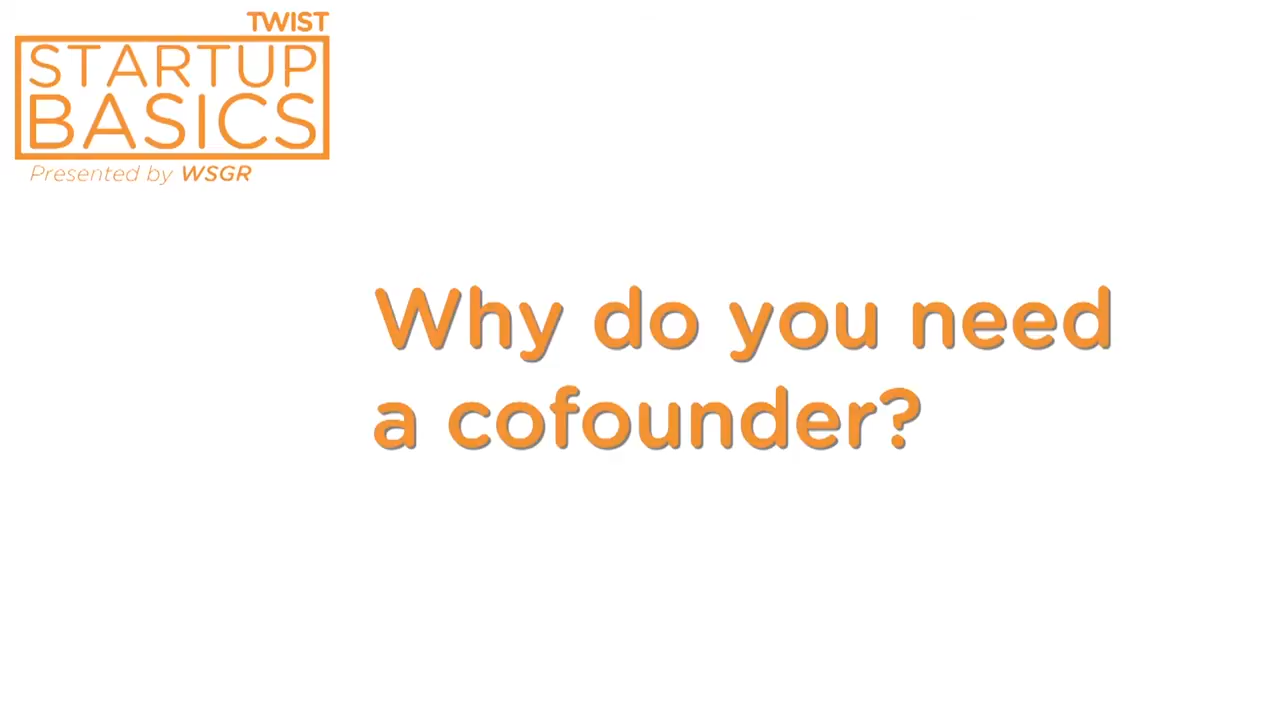 TWIST
STARTUP
BASICS
Presented by WSGR
Why do you need
a cofounder?